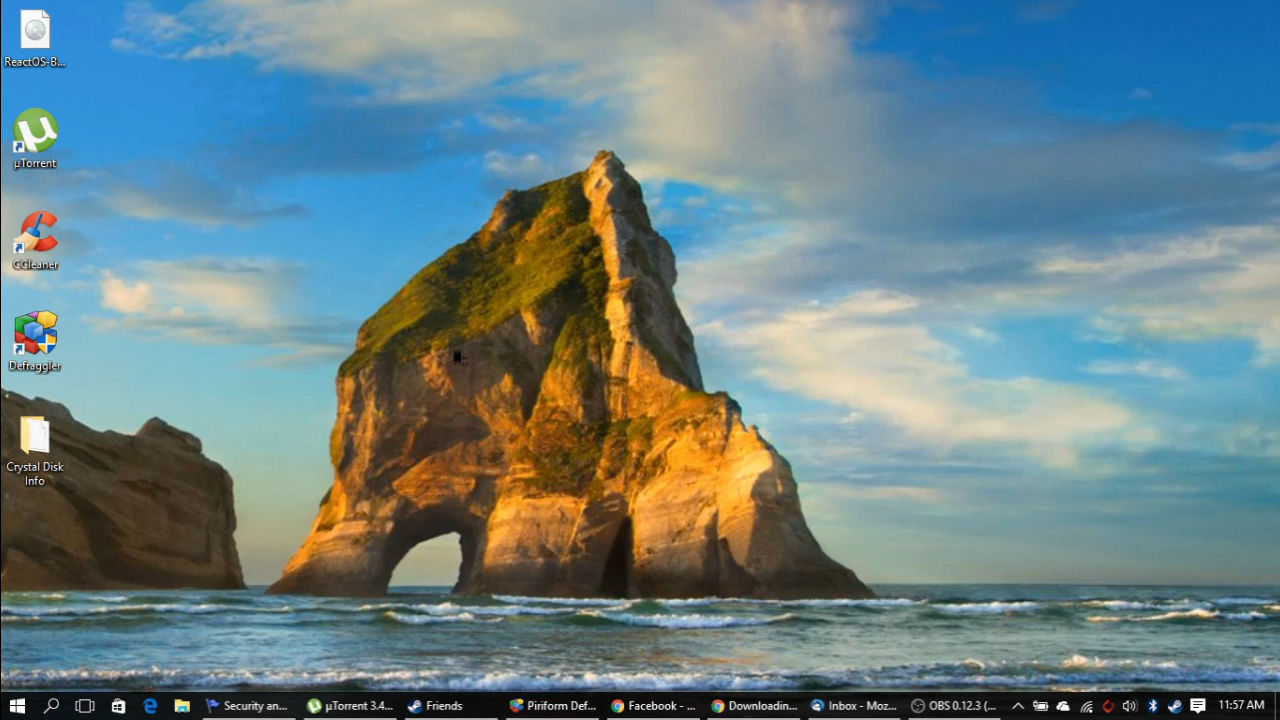 ReactOS-B...
µTorrent
CCleaner
Defraggler
Crystal Disk
Info
Security an...
µTorrent 3.4...
Friends
Piriform Def...
Facebook - ...
Downloadin...
Inbox - Moz...
OBS 0.12.3 (...
11:57 AM